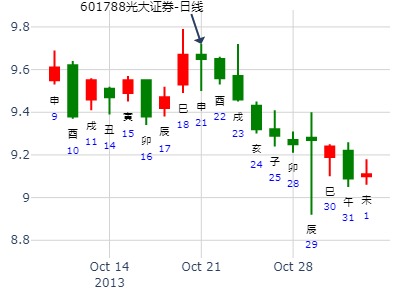 601788光大证券-日线
9.8
9.6
9.4
9.2
9
8.8
申
9
酉
10
戌
11
丑
14
寅
15
卯
16
辰
17
巳
18
申
21
酉
22
戌
23
亥
24
子
25
卯
28
辰
29
巳
30
午
31
未
1
Oct 14
2013
Oct 21
Oct 28